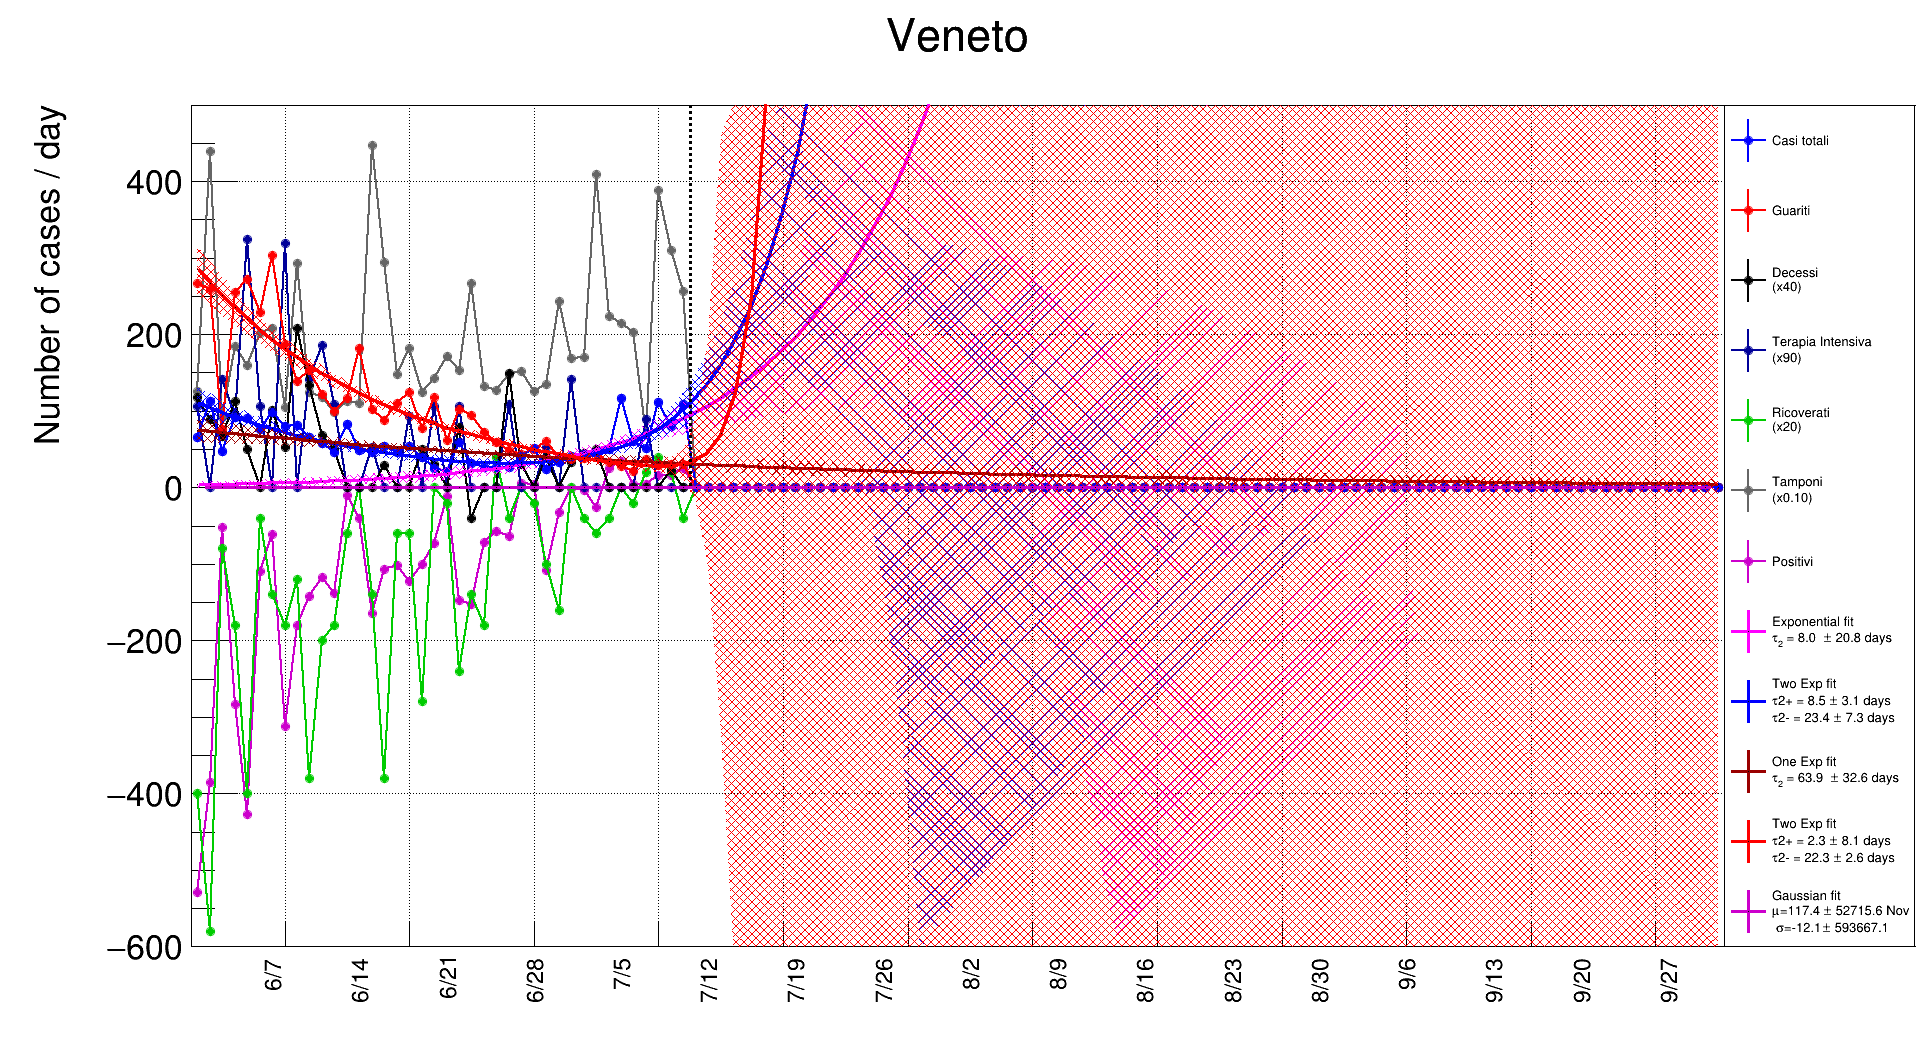 Veneto
Number of cases / day
400
200
0
−200
−400
−600
6/7
6/14
6/21
6/28
7/5
7/12
7/19
7/26
8/2
8/9
8/16
8/23
8/30
9/6
9/13
9/20
9/27
Casi totali
Guariti
Decessi
(x40)
Terapia Intensiva
(x90)
Ricoverati
(x20)
Tamponi
(x0.10)
Positivi
Exponential fit
τ2 = 8.0 ± 20.8 days
Two Exp fit
τ2+ = 8.5 ± 3.1 days
τ2- = 23.4 ± 7.3 days
One Exp fit
τ2 = 63.9 ± 32.6 days
Two Exp fit
τ2+ = 2.3 ± 8.1 days
τ2- = 22.3 ± 2.6 days
Gaussian fit
μ=117.4 ± 52715.6 Nov
σ=-12.1± 593667.1